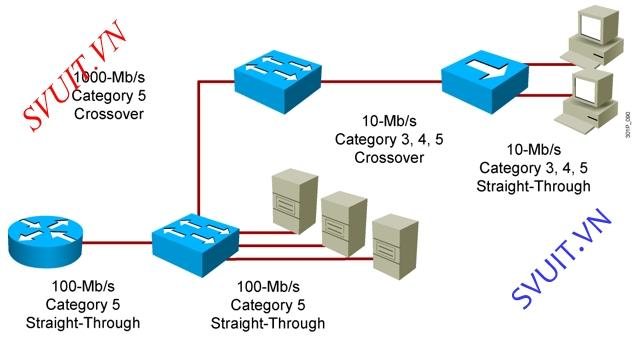 SVUIT.VN
1000-Mb/s
Category 5
Crossover
10-Mb/s
Category 3, 4, 5
Crossover
10-Mb/s
Category 3, 4, 5
Straight-Through
301P_090
100-Mb/s
Category 5
Straight-Through
100-Mb/s
Category 5
Straight-Through
SVUIT.VN